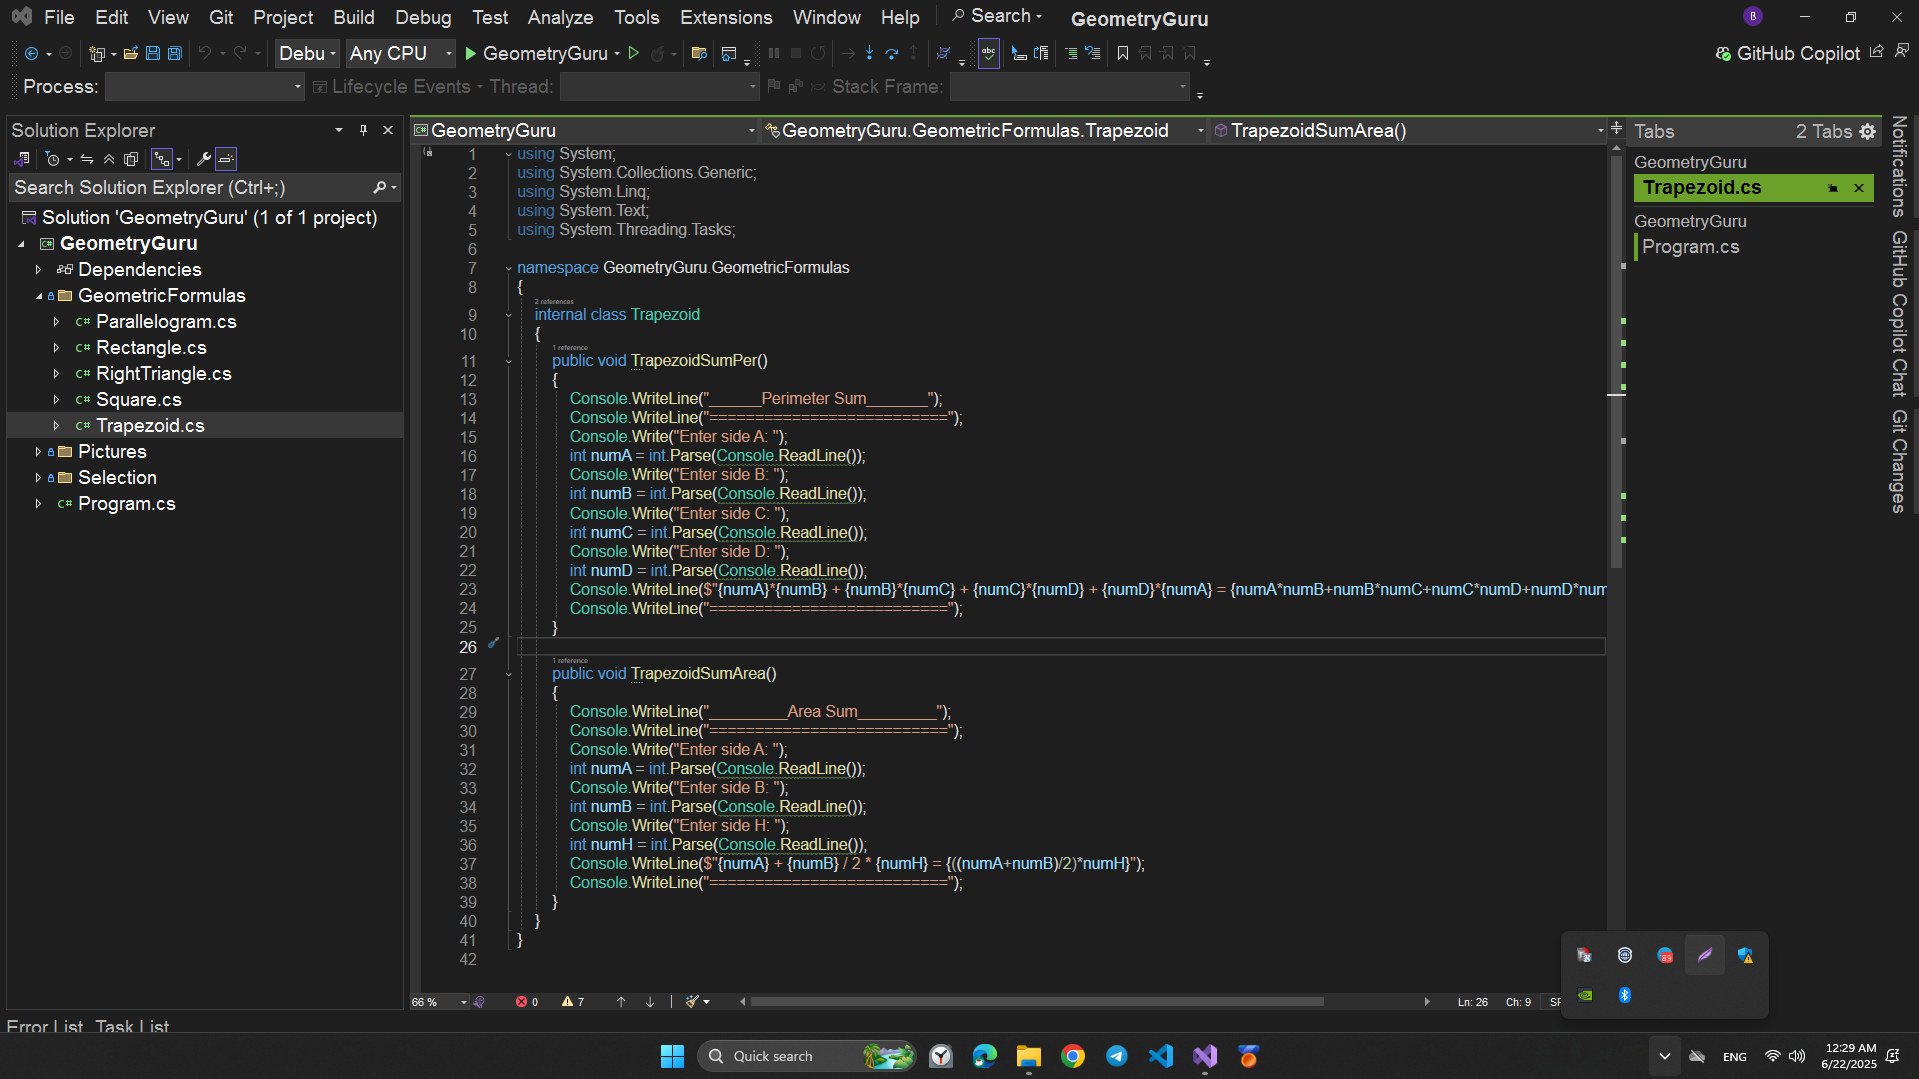 File Edit View Git Project Build Debug Test Analyze Tools Extensions Window Help Search GeometryGuru B
Debu Any CPU GeometryGuru GitHub Copilot
Process: Lifecycle Events Thread: Stack Frame:
Solution Explorer
Search Solution Explorer (Ctrl+;)
Solution 'GeometryGuru' (1 of 1 project)
GeometryGuru
Dependencies
GeometricFormulas
C# Parallelogram.cs
C# Rectangle.cs
C# RightTriangle.cs
C# Square.cs
C# Trapezoid.cs
Pictures
Selection
C# Program.cs
GeometryGuru GeometryGuru.GeometricFormulas.Trapezoid TrapezoidSumArea()
1 using System;
2 using System.Collections.Generic;
3 using System.Linq;
4 using System.Text;
5 using System.Threading.Tasks;
6
7 namespace GeometryGuru.GeometricFormulas
8 {
2 references
9 internal class Trapezoid
10 {
1 reference
11 public void TrapezoidSumPer()
12 {
13 Console.WriteLine("______Perimeter Sum_______");
14 Console.WriteLine("==========================");
15 Console.Write("Enter side A: ");
16 int numA = int.Parse(Console.ReadLine());
17 Console.Write("Enter side B: ");
18 int numB = int.Parse(Console.ReadLine());
19 Console.Write("Enter side C: ");
20 int numC = int.Parse(Console.ReadLine());
21 Console.Write("Enter side D: ");
22 int numD = int.Parse(Console.ReadLine());
23 Console.WriteLine($"{numA}*{numB} + {numB}*{numC} + {numC}*{numD} + {numD}*{numA} = {numA*numB+numB*numC+numC*numD+numD*num
24 Console.WriteLine("==========================");
25 }
26
1 reference
27 public void TrapezoidSumArea()
28 {
29 Console.WriteLine("_________Area Sum_________");
30 Console.WriteLine("==========================");
31 Console.Write("Enter side A: ");
32 int numA = int.Parse(Console.ReadLine());
33 Console.Write("Enter side B: ");
34 int numB = int.Parse(Console.ReadLine());
35 Console.Write("Enter side H: ");
36 int numH = int.Parse(Console.ReadLine());
37 Console.WriteLine($"{numA} + {numB} / 2 * {numH} = {((numA+numB)/2)*numH}");
38 Console.WriteLine("==========================");
39 }
40 }
41 }
42
66 % 0 7 Ln: 26 Ch: 9 SP
Tabs 2 Tabs
GeometryGuru
Trapezoid.cs
GeometryGuru
Program.cs
Notifications
GitHub Copilot Chat
Git Changes
89
Error List Task List
Quick search
ENG
12:29 AM
6/22/2025